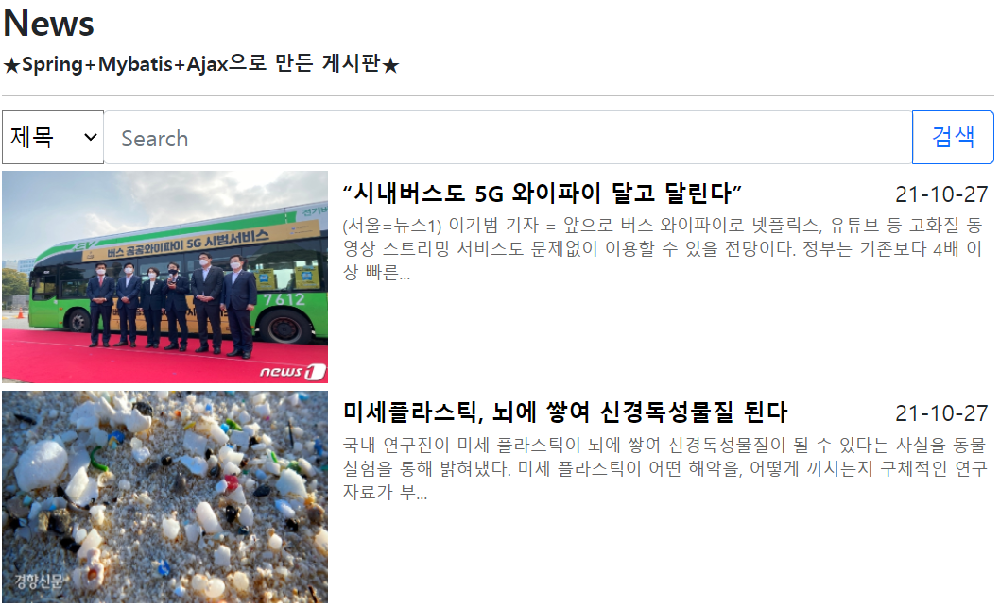 News
★Spring+Mybatis+Ajax으로 만든 게시판★
제목 Search 검색
“시내버스도 5G 와이파이 달고 달린다” 21-10-27
(서울=뉴스1) 이기범 기자 = 앞으로 버스 와이파이로 넷플릭스, 유튜브 등 고화질 동
영상 스트리밍 서비스도 문제없이 이용할 수 있을 전망이다. 정부는 기존보다 4배 이
상 빠른...
전기버
EV
버스 공공와이파이 5G 시범서비스
7612
news1
미세플라스틱, 뇌에 쌓여 신경독성물질 된다 21-10-27
국내 연구진이 미세 플라스틱이 뇌에 쌓여 신경독성물질이 될 수 있다는 사실을 동물
실험을 통해 밝혀냈다. 미세 플라스틱이 어떤 해악을, 어떻게 끼치는지 구체적인 연구
자료가 부...
경향신문